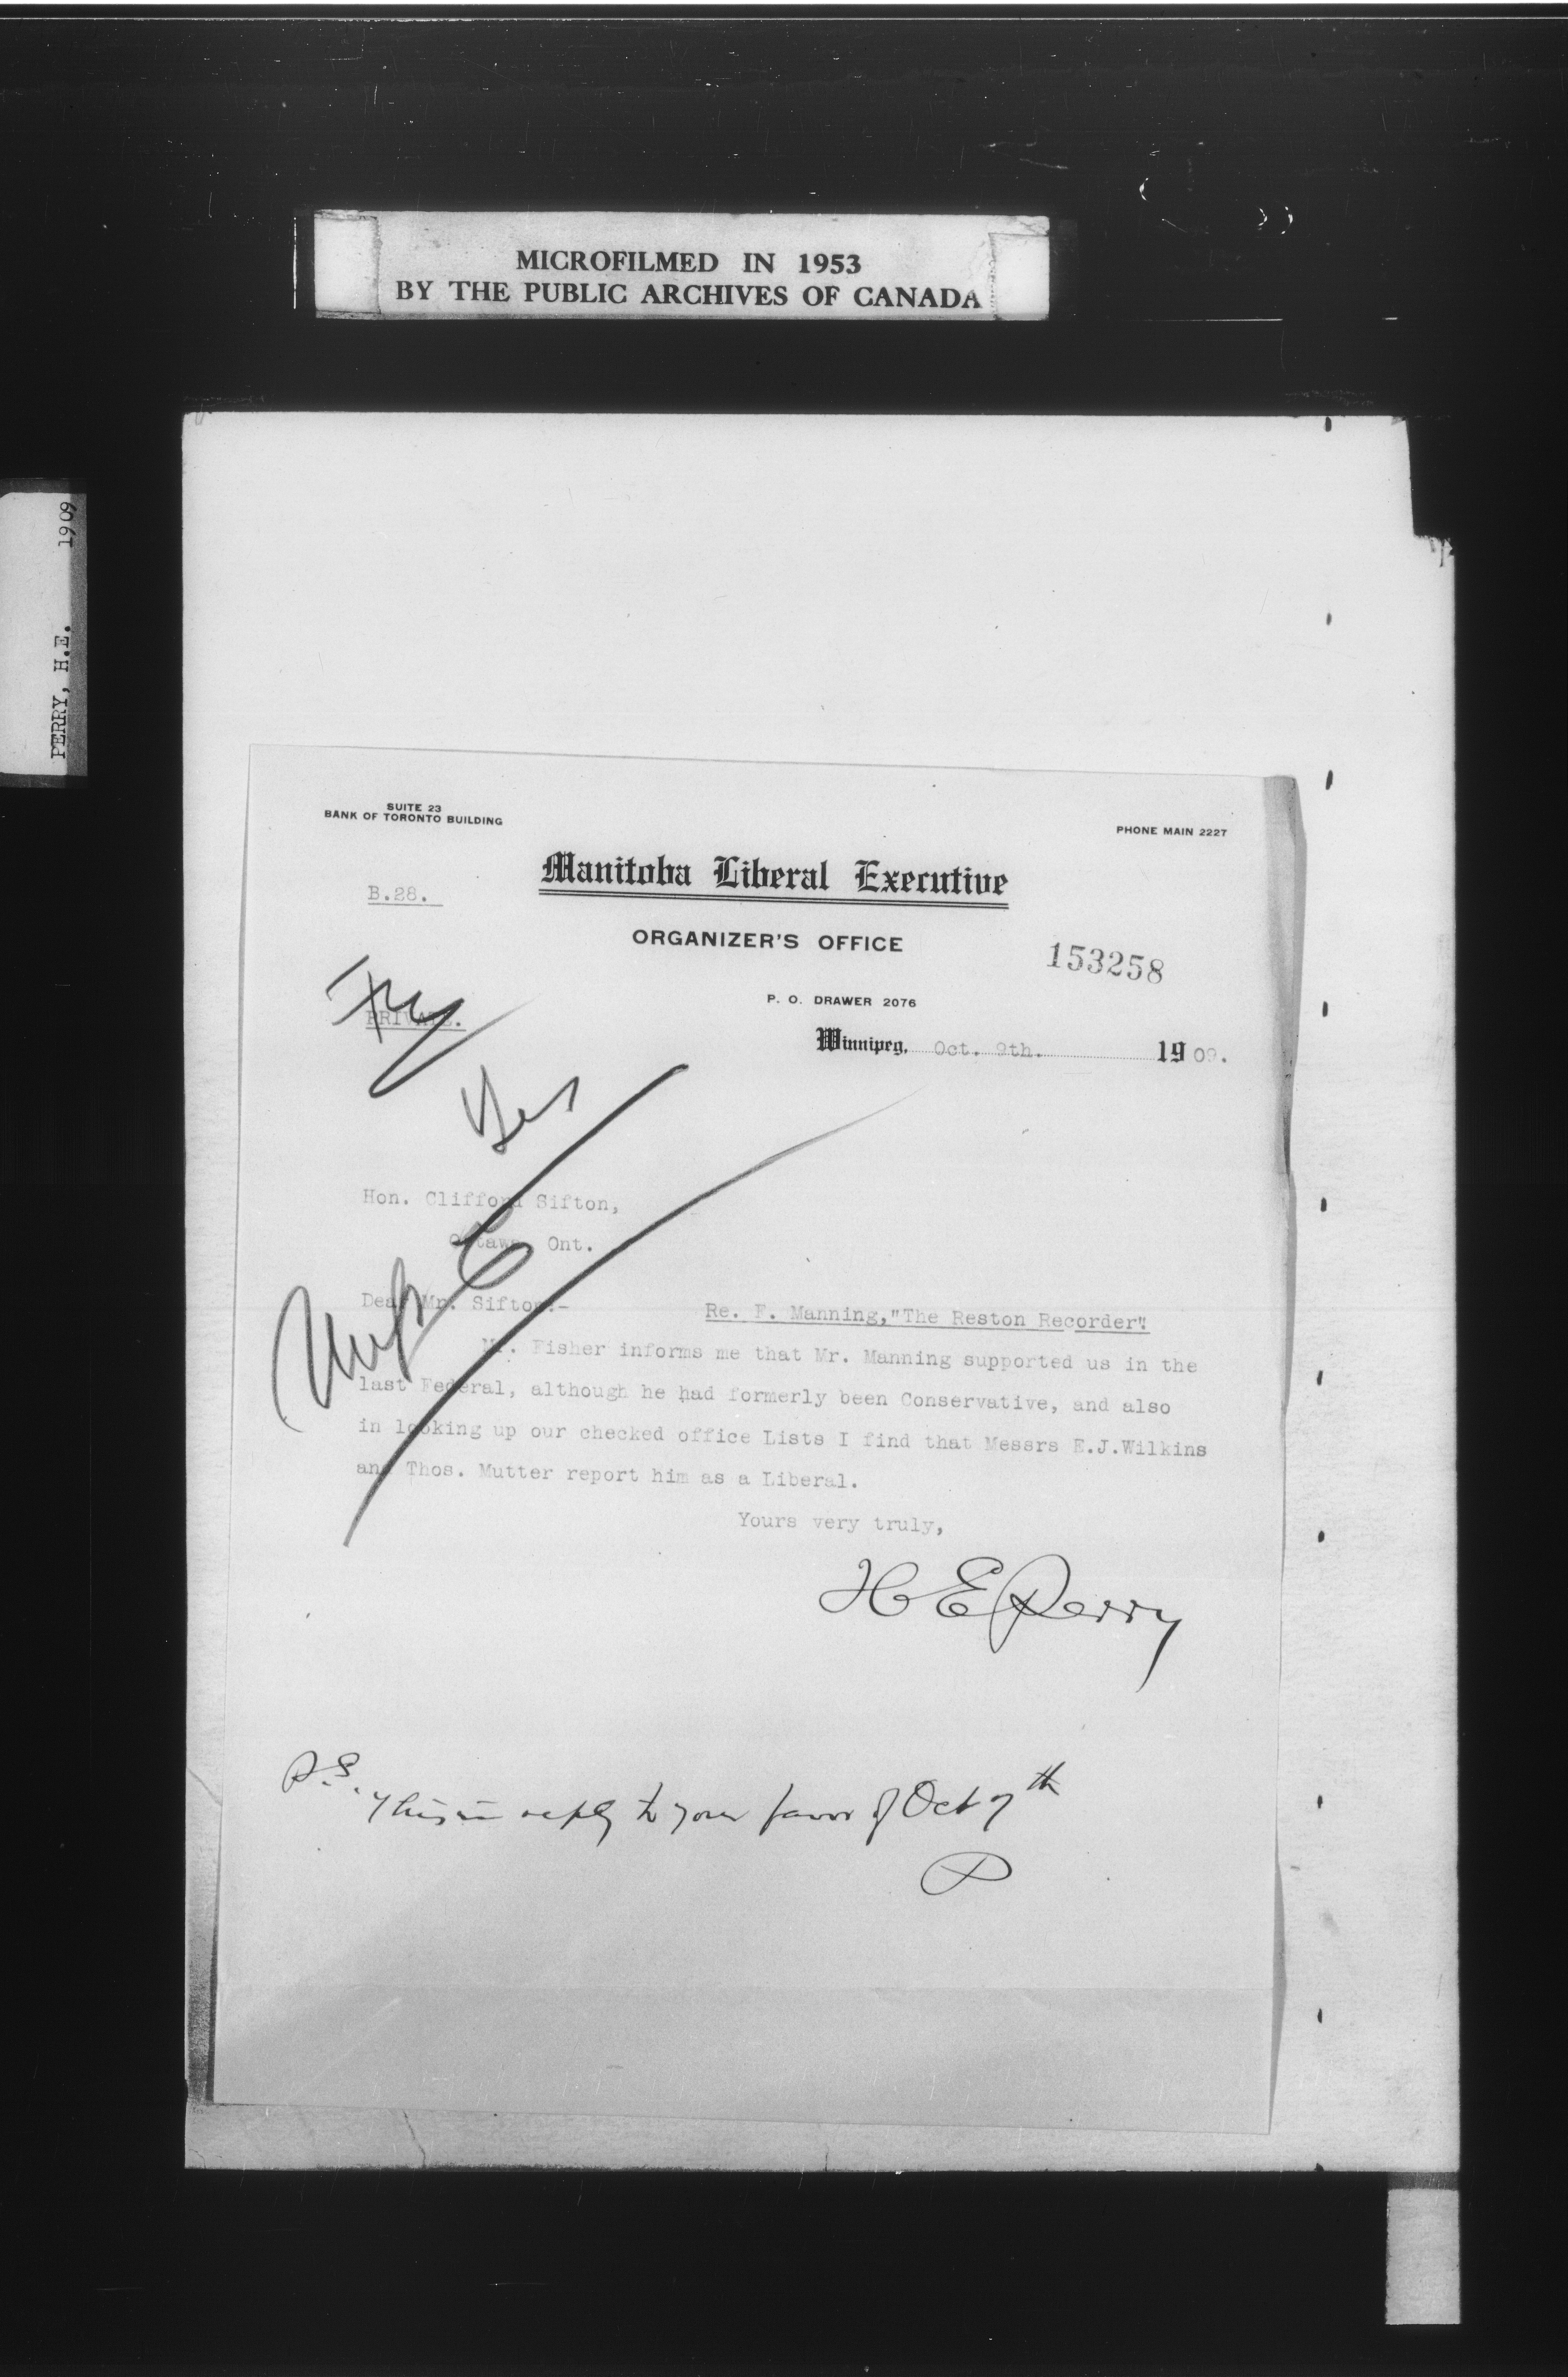 MICROFILMED IN 1953
BY THE PUBLIC ARCHIVES OF CANADA
PERRY, H.E. 1909
SUITE 23
BANK OF TORONTO BUILDING
PHONE MAIN 2227
Manitoba Liberal Executive
B.28.
ORGANIZER'S OFFICE
153258
P. O. DRAWER 2076
PRIVATE.
Winnipeg, Oct. 9th. 1909.
Yes
Hon. Clifford Sifton,
Ottawa, Ont.
Dear Mr. Sifton:-
Re. F. Manning, "The Reston Recorder".
Mr. Fisher informs me that Mr. Manning supported us in the
last Federal, although he had formerly been Conservative, and also
in looking up our checked office Lists I find that Messrs E.J.Wilkins
and Thos. Mutter report him as a Liberal.
Yours very truly,
H E Perry
P.S. This in reply to your favor of Oct 7th
P